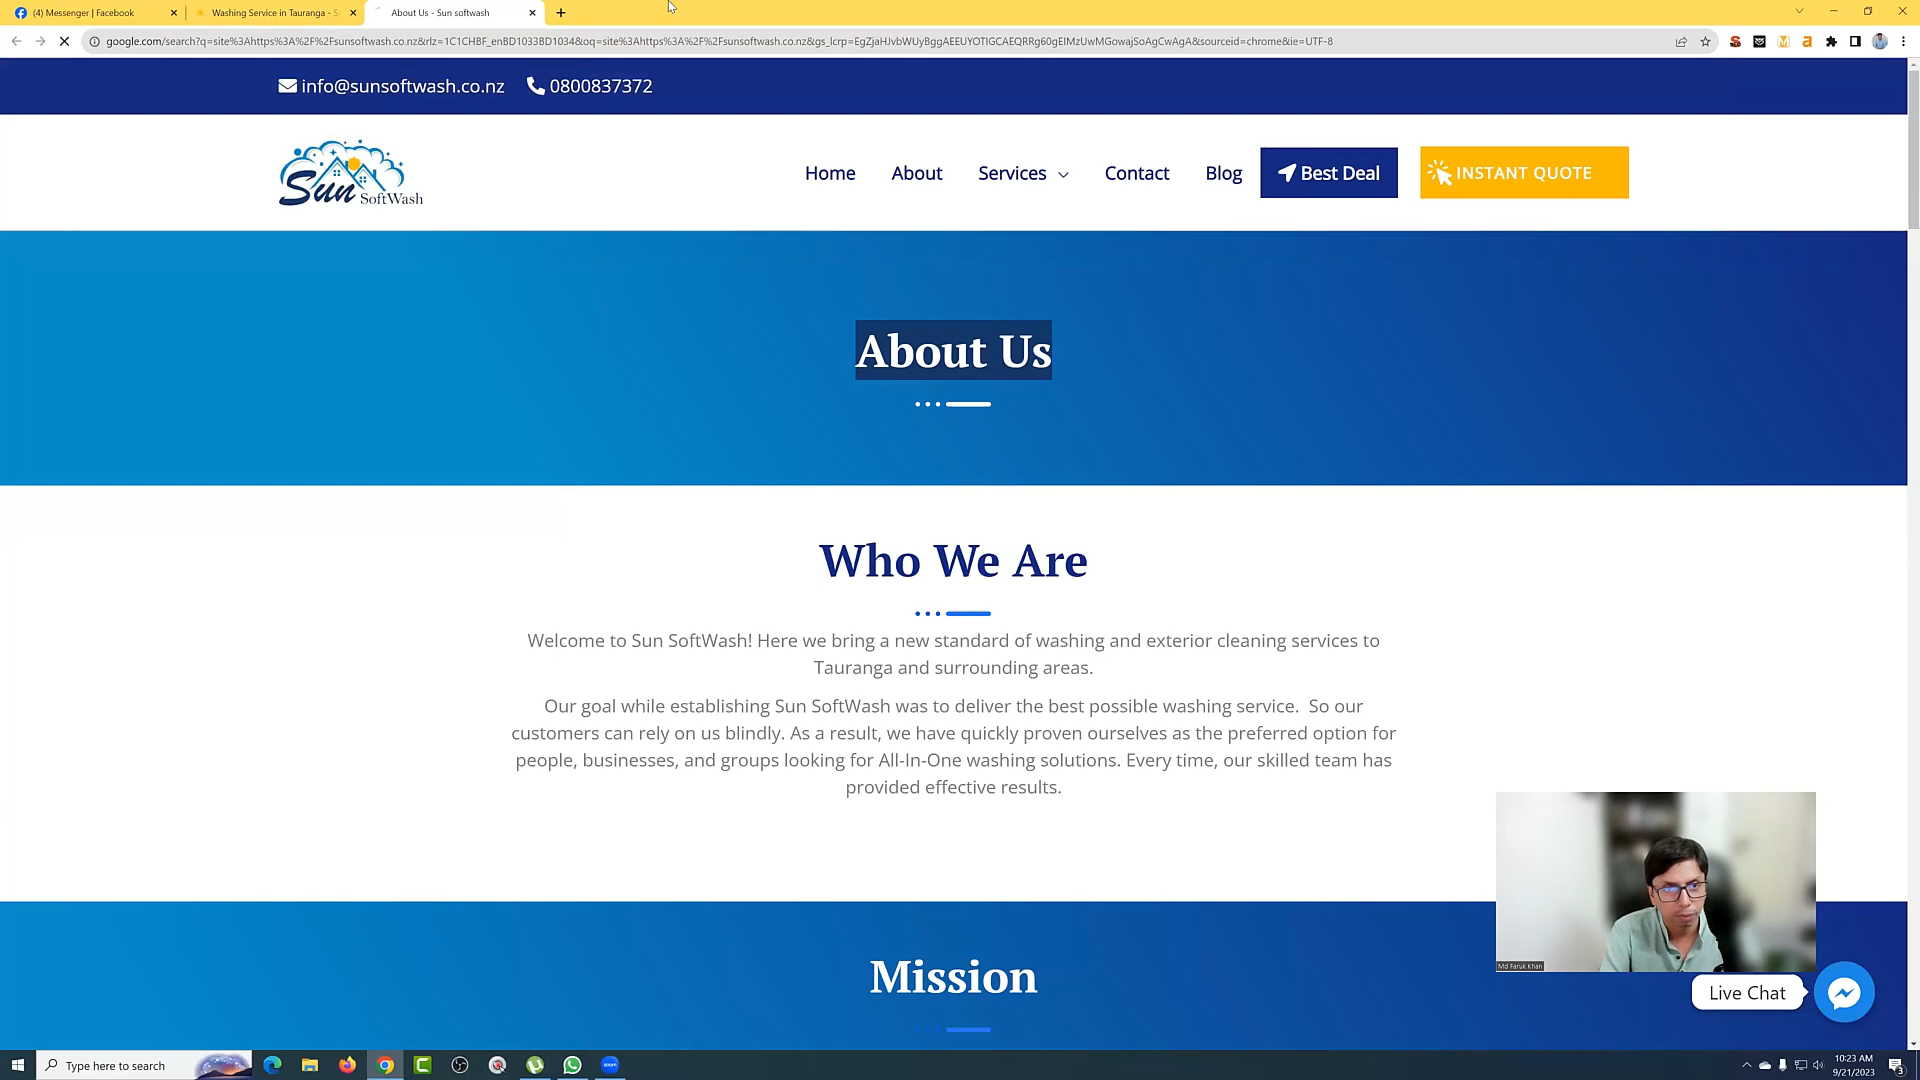 (4) Messenger | Facebook
Washing Service in Tauranga - S
About Us - Sun softwash
google.com/search?q=site%3Ahttps%3A%2F%2Fsunsoftwash.co.nz&rlz=1C1CHBF_enBD1033BD1034&oq=site%3Ahttps%3A%2F%2Fsunsoftwash.co.nz&gs_lcrp=EgZjaHJvbWUyBggAEEUYOTIGCAEQRRg60gEIMzUwMGowajSoAgCwAgA&sourceid=chrome&ie=UTF-8
info@sunsoftwash.co.nz 0800837372
Sun SoftWash
Home About Services Contact Blog Best Deal INSTANT QUOTE
About Us
Who We Are
Welcome to Sun SoftWash! Here we bring a new standard of washing and exterior cleaning services to
Tauranga and surrounding areas.
Our goal while establishing Sun SoftWash was to deliver the best possible washing service.  So our
customers can rely on us blindly. As a result, we have quickly proven ourselves as the preferred option for
people, businesses, and groups looking for All-In-One washing solutions. Every time, our skilled team has
provided effective results.
Mission
Md Faruk Khan
Live Chat
Type here to search
zoom
10:23 AM
9/21/2023
3